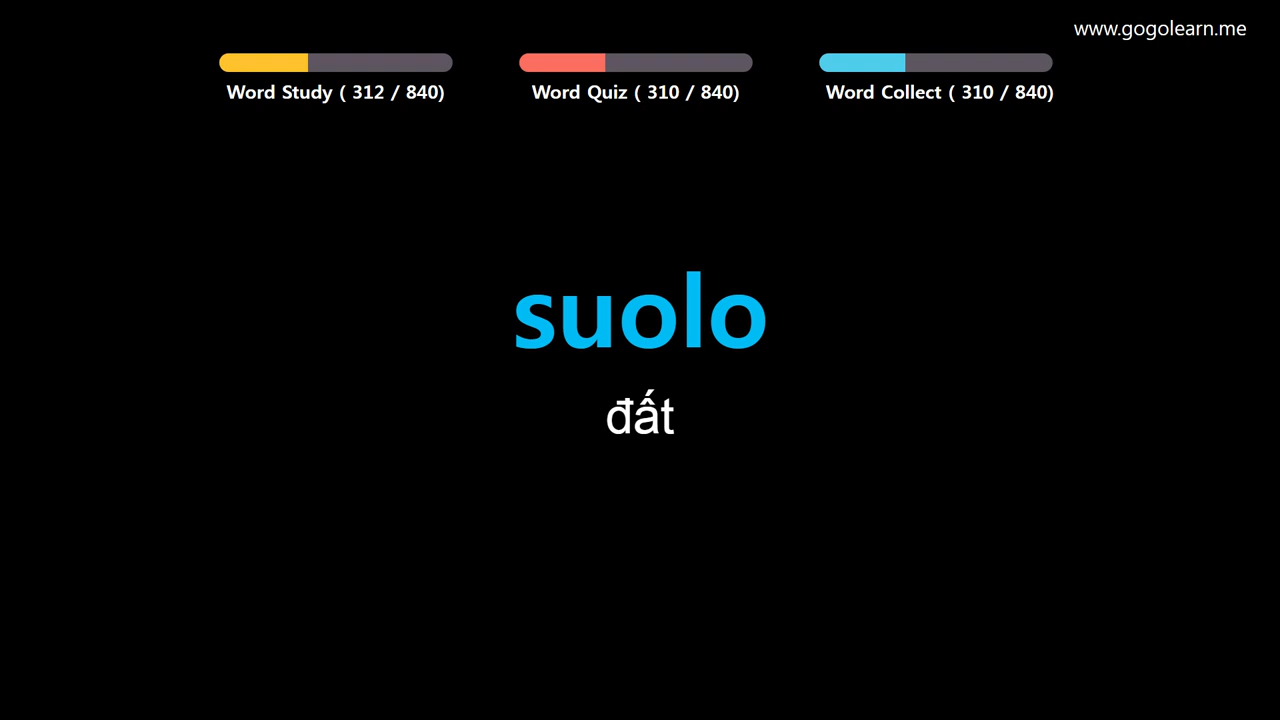 www.gogolearn.me
Word Study ( 312 / 840)
Word Quiz ( 310 / 840)
Word Collect ( 310 / 840)
suolo
đất